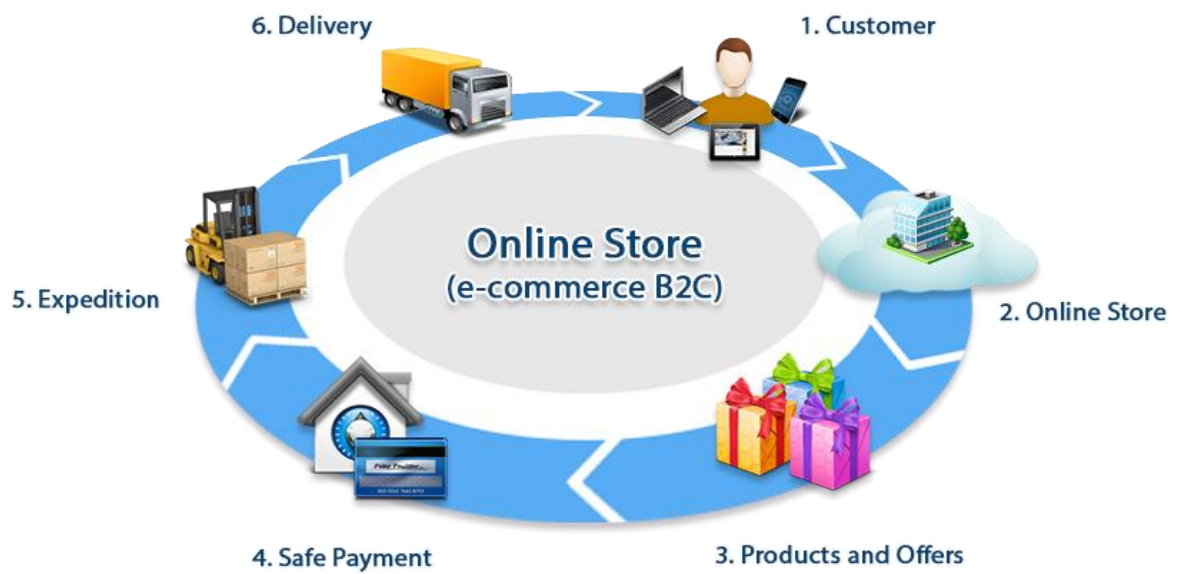 6. Delivery
1. Customer
Online Store
(e-commerce B2C)
5. Expedition
2. Online Store
4. Safe Payment
3. Products and Offers